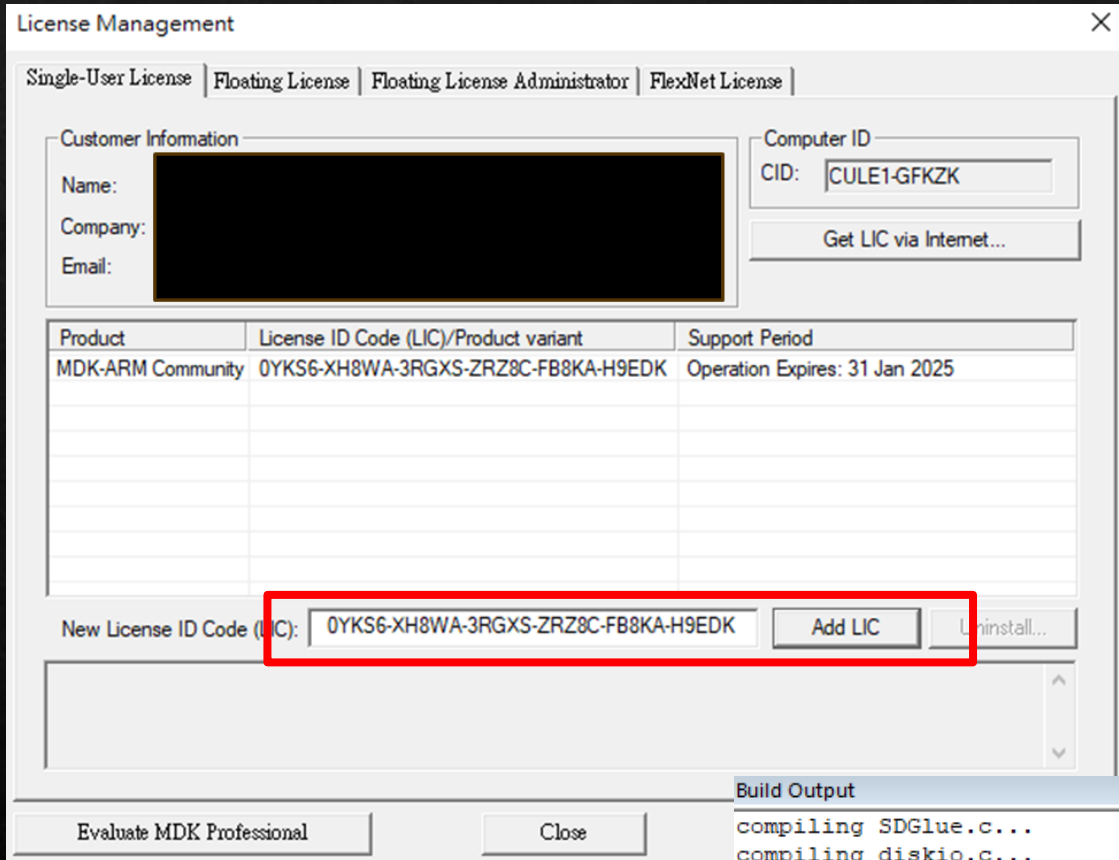 License Management
Single-User License Floating License Floating License Administrator FlexNet License
Customer Information
Name:
Company:
Email:
Computer ID
CID: CULE1-GFKZK
Get LIC via Internet...
Product License ID Code (LIC)/Product variant Support Period
MDK-ARM Community 0YKS6-XH8WA-3RGXS-ZRZ8C-FB8KA-H9EDK Operation Expires: 31 Jan 2025
New License ID Code (LIC): 0YKS6-XH8WA-3RGXS-ZRZ8C-FB8KA-H9EDK Add LIC Uninstall...
Evaluate MDK Professional Close
Build Output
compiling SDGlue.c...
compiling diskio.c...